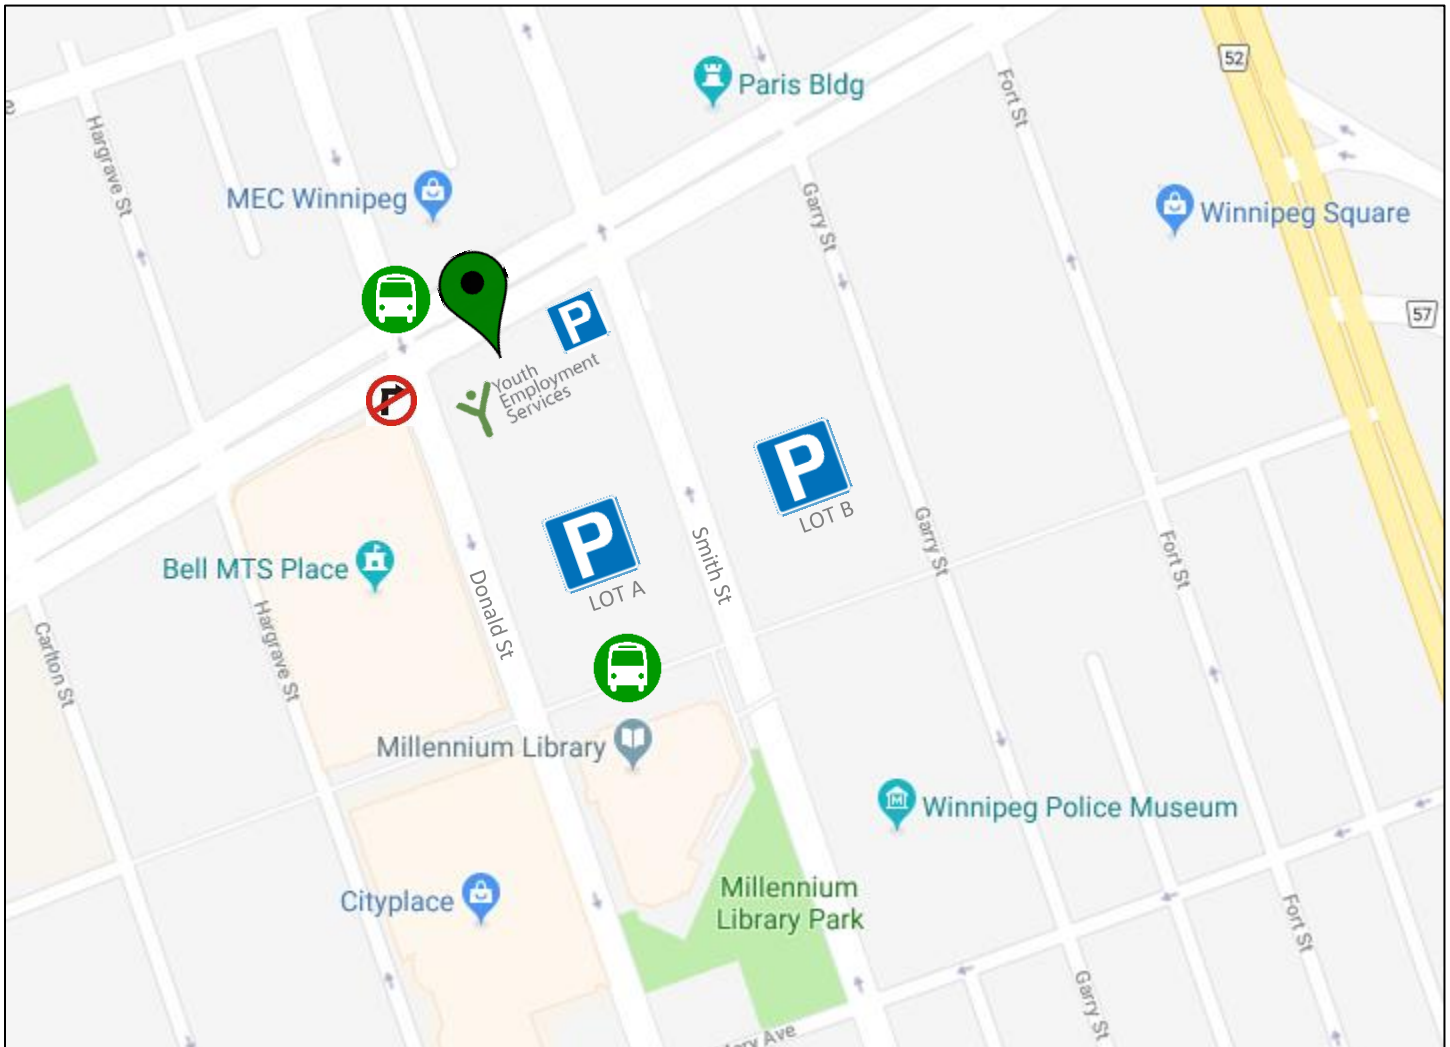 52
Paris Bldg
Fort St
Hargrave St
MEC Winnipeg
Garry St
Winnipeg Square
57
P
Youth
Employment
Services
P
LOT B
P
LOT A
Garry St
Smith St
Fort St
Bell MTS Place
Donald St
Hargrave St
Carlton St
Millennium Library
M
Winnipeg Police Museum
Cityplace
Millennium
Library Park
Fort St
Garry St
Ave